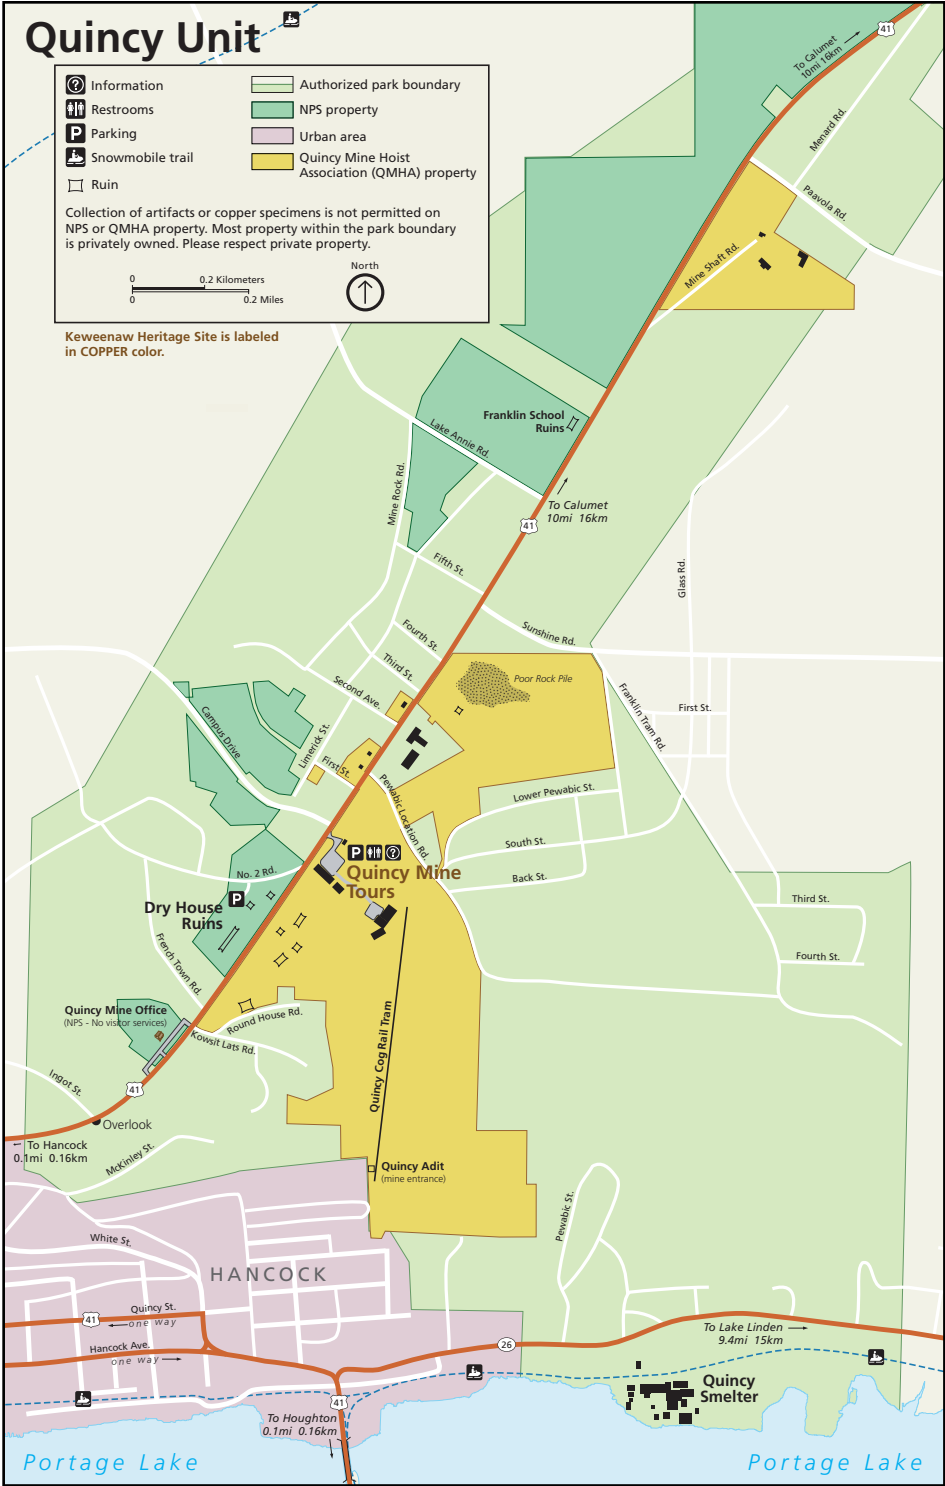 Quincy Unit
Information
Restrooms
P
Parking
Snowmobile trail
Ruin
Authorized park boundary
NPS property
Urban area
Quincy Mine Hoist
Association (QMHA) property
Collection of artifacts or copper specimens is not permitted on
NPS or QMHA property. Most property within the park boundary
is privately owned. Please respect private property.
0 0.2 Kilometers
0 0.2 Miles
North
Keweenaw Heritage Site is labeled
in COPPER color.
41
To Calumet
10mi 16km
Menard Rd.
Paavola Rd.
Mine Shaft Rd.
Franklin School
Ruins
Lake Annie Rd.
Mine Rock Rd.
To Calumet
10mi 16km
41
Fifth St.
Glass Rd.
Sunshine Rd.
Fourth St.
Third St.
Second Ave.
Poor Rock Pile
Franklin Tram Rd.
First St.
Campus Drive
Limerick St.
First St.
Pewabic Location Rd.
Lower Pewabic St.
South St.
Back St.
P
?
Quincy Mine
Tours
No. 2 Rd.
P
Dry House
Ruins
Third St.
Fourth St.
French Town Rd.
Quincy Mine Office
(NPS - No visitor services)
Round House Rd.
Kowsit Lats Rd.
Quincy Cog Rail Tram
Ingot St.
41
Overlook
To Hancock
0.1mi 0.16km
McKinley St.
Quincy Adit
(mine entrance)
Pewabic St.
White St.
HANCOCK
Quincy St.
41
one way
Hancock Ave.
one way
26
To Lake Linden
9.4mi 15km
Quincy
Smelter
41
To Houghton
0.1mi 0.16km
Portage Lake
Portage Lake